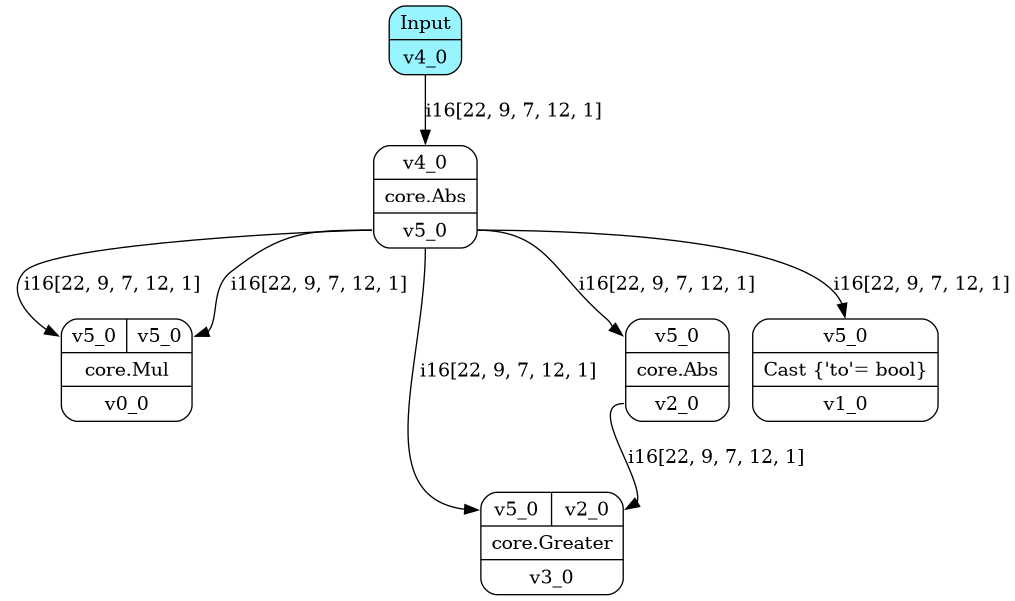 Input
v4_0
i16[22, 9, 7, 12, 1]
v4_0
core.Abs
v5_0
i16[22, 9, 7, 12, 1]
i16[22, 9, 7, 12, 1]
i16[22, 9, 7, 12, 1]
i16[22, 9, 7, 12, 1]
v5_0 v5_0
core.Mul
v0_0
i16[22, 9, 7, 12, 1]
v5_0
core.Abs
v2_0
v5_0
Cast {'to'= bool}
v1_0
i16[22, 9, 7, 12, 1]
v5_0 v2_0
core.Greater
v3_0